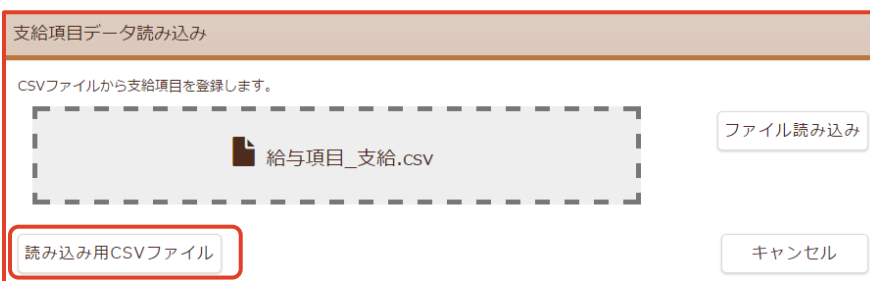 支給項目データ読み込み
CSVファイルから支給項目を登録します。
給与項目_支給.csv
ファイル読み込み
読み込み用CSVファイル
キャンセル